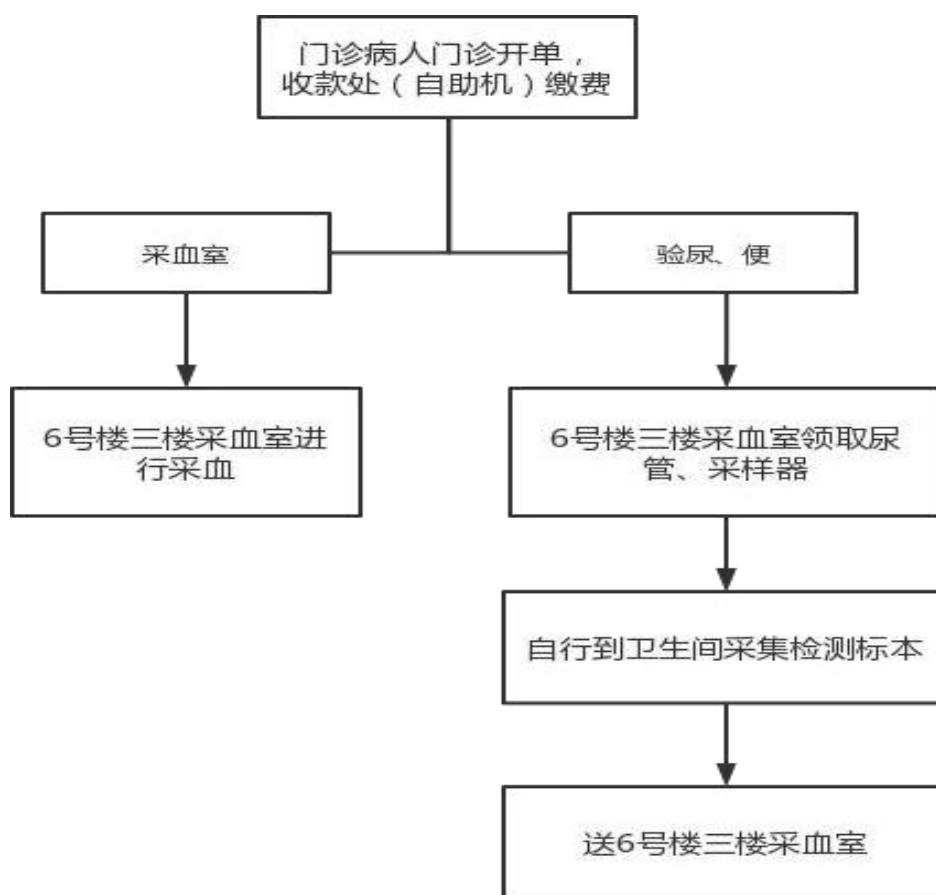 门诊病人门诊开单，
收款处（自助机）缴费
采血室
验尿、便
6号楼三楼采血室进
行采血
6号楼三楼采血室领取尿
管、采样器
自行到卫生间采集检测标本
送6号楼三楼采血室